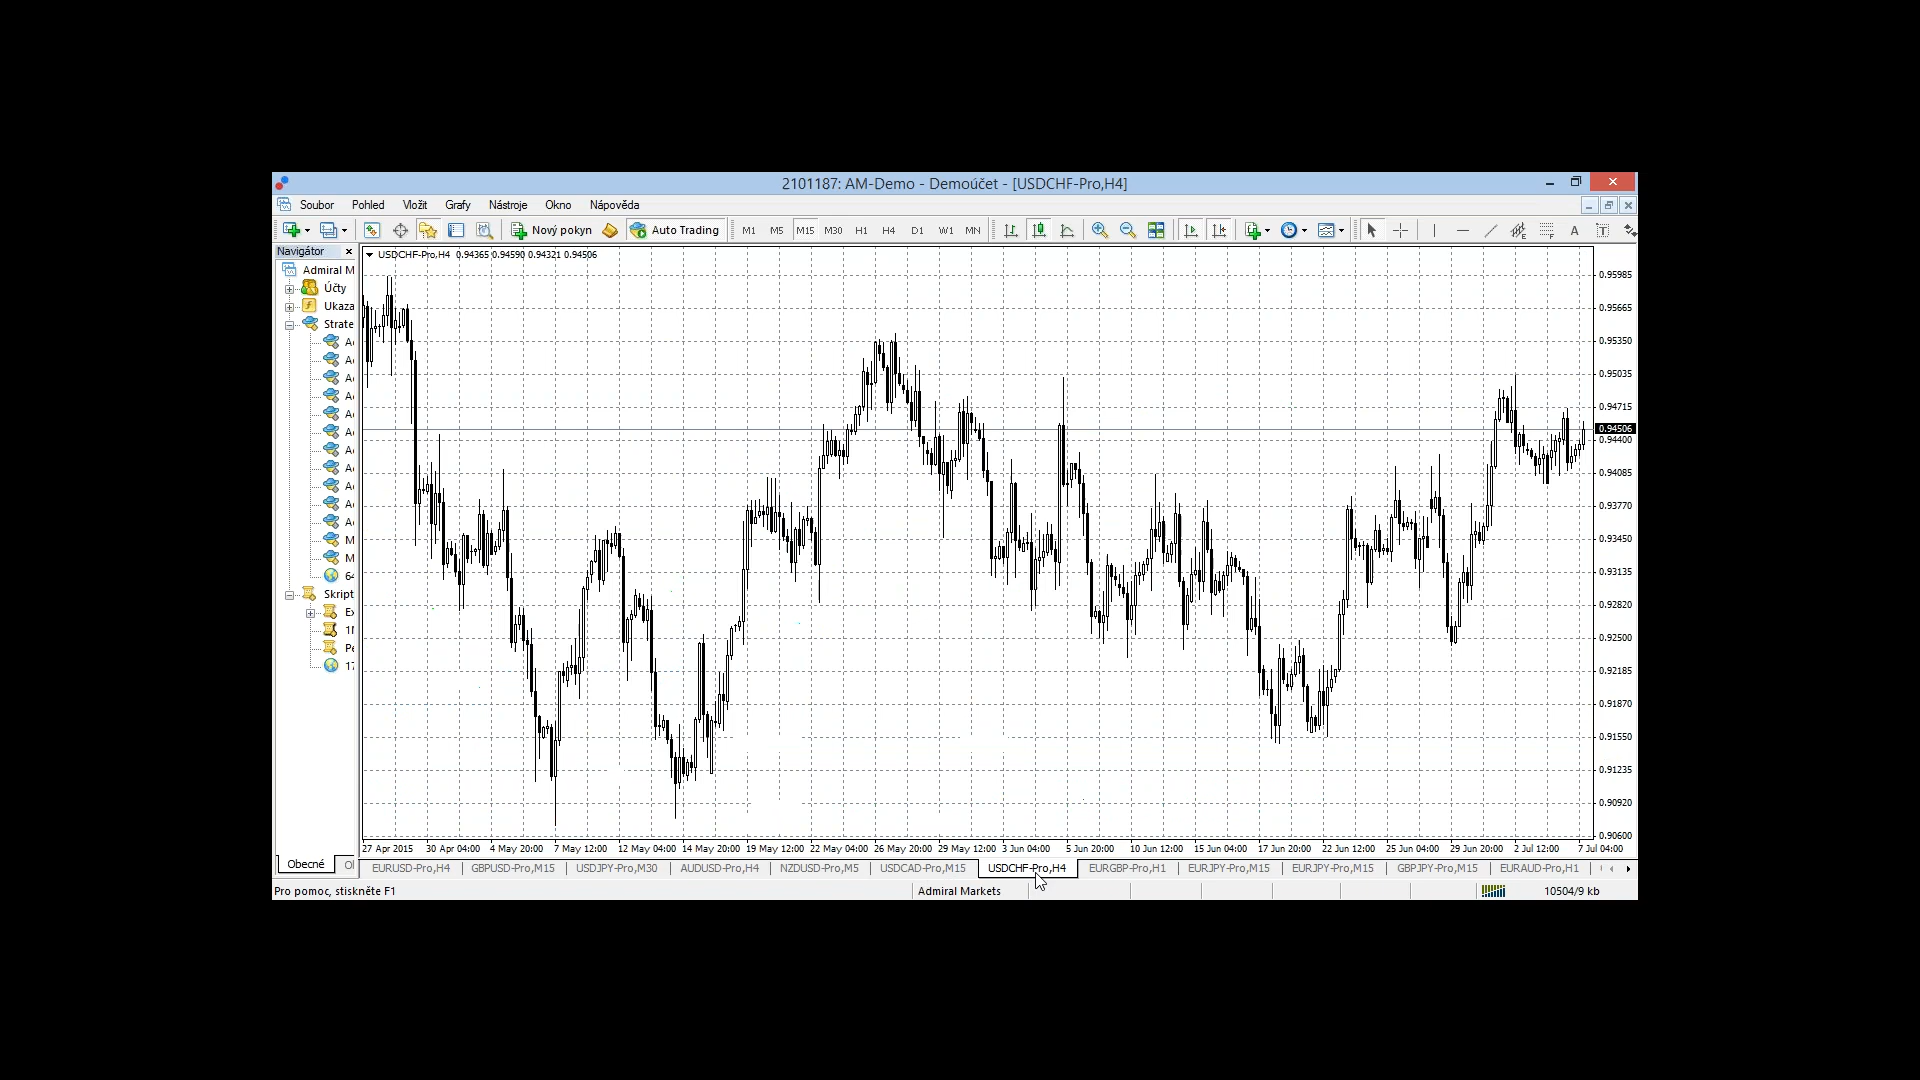 2101187: AM-Demo - Demoúčet - [USDCHF-Pro,H4]
Soubor Pohled Vložit Grafy Nástroje Okno Nápověda
Nový pokyn Auto Trading M1 M5 M15 M30 H1 H4 D1 W1 MN
Navigátor
Admiral M
Účty
Ukaza
Strate
64
Skript
Ex
Pe
17
Obecné
USDCHF-Pro,H4 0.94365 0.94590 0.94321 0.94506
0.95985
0.95665
0.95350
0.95035
0.94715
0.94506
0.94400
0.94085
0.93770
0.93450
0.93135
0.92820
0.92500
0.92185
0.91870
0.91550
0.91235
0.90920
0.90600
27 Apr 2015 30 Apr 04:00 4 May 20:00 7 May 12:00 12 May 04:00 14 May 20:00 19 May 12:00 22 May 04:00 26 May 20:00 29 May 12:00 3 Jun 04:00 5 Jun 20:00 10 Jun 12:00 15 Jun 04:00 17 Jun 20:00 22 Jun 12:00 25 Jun 04:00 29 Jun 20:00 2 Jul 12:00 7 Jul 04:00
EURUSD-Pro,H4 GBPUSD-Pro,M15 USDJPY-Pro,M30 AUDUSD-Pro,H4 NZDUSD-Pro,M5 USDCAD-Pro,M15 USDCHF-Pro,H4 EURGBP-Pro,H1 EURJPY-Pro,M15 EURJPY-Pro,M15 GBPJPY-Pro,M15 EURAUD-Pro,H1
Pro pomoc, stiskněte F1 Admiral Markets 10504/9 kb